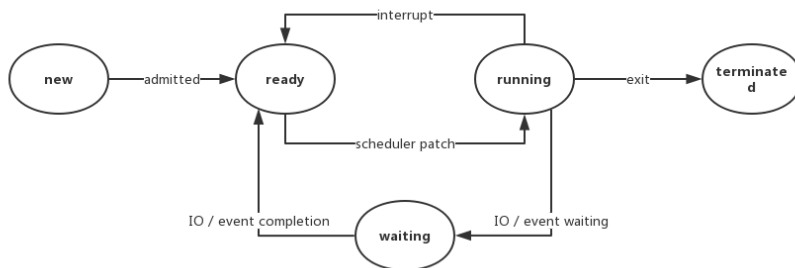 interrupt
new
admitted
ready
running
exit
terminate
d
scheduler patch
IO / event completion
IO / event waiting
waiting